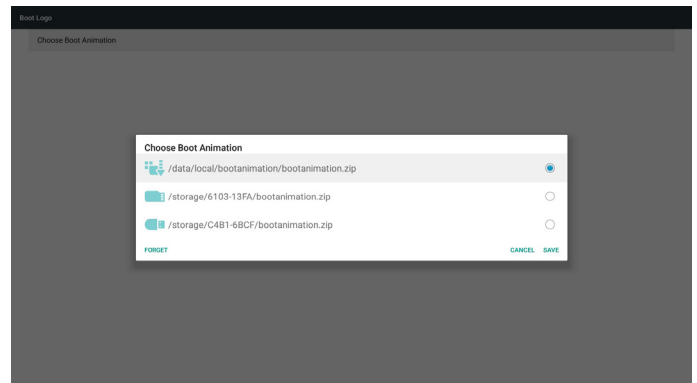 Boot Logo
Choose Boot Animation
Choose Boot Animation
/data/local/bootanimation/bootanimation.zip
/storage/6103-13FA/bootanimation.zip
/storage/C4B1-6BCF/bootanimation.zip
FORGET CANCEL SAVE